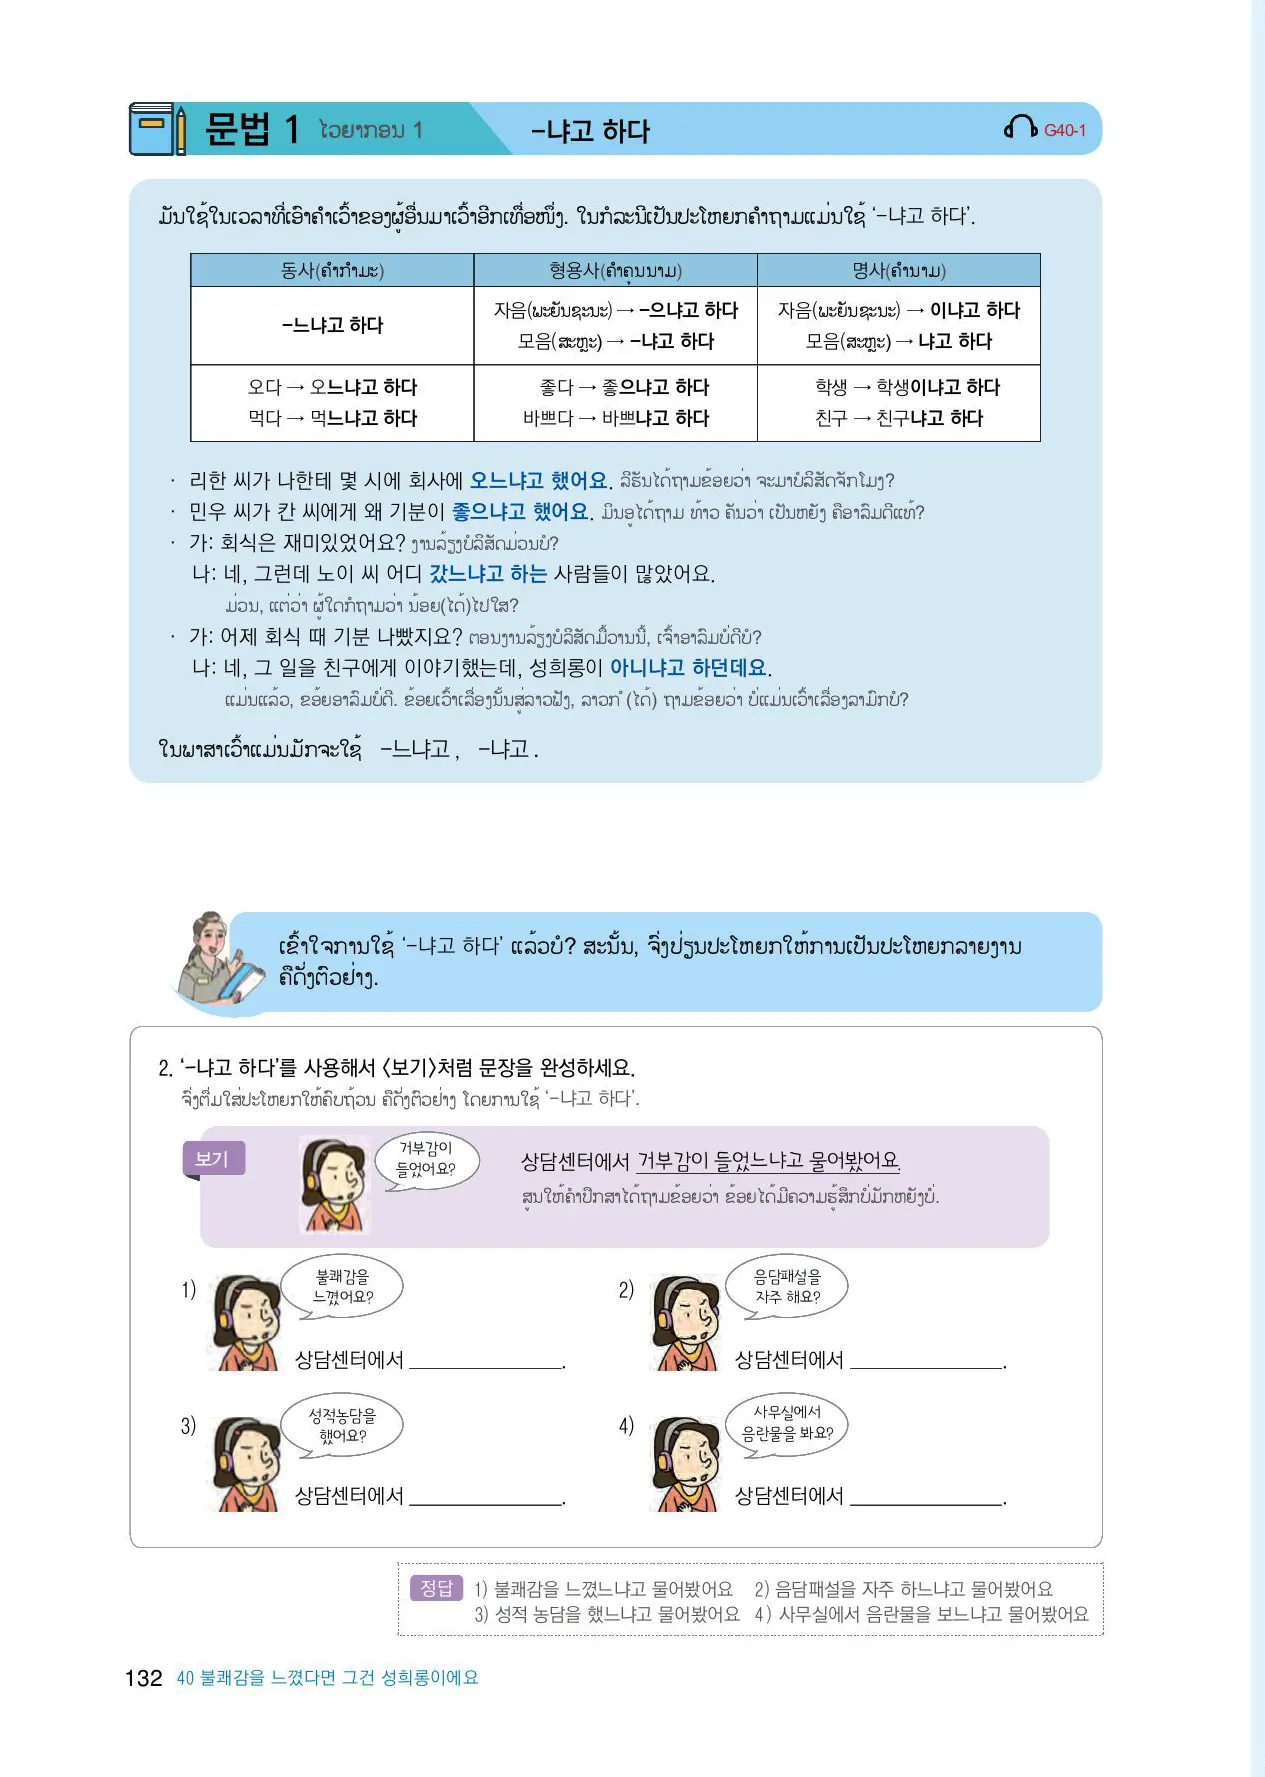 문법 1 ໄວຍາກອນ 1 -냐고 하다 G40-1
ມັນໃຊ້ໃນເວລາທີ່ເອົາຄຳເວົ້າຂອງຜູ້ອື່ນມາເວົ້າອີກເທື່ອໜຶ່ງ. ໃນກໍລະນີເປັນປະໂຫຍກຄຳຖາມແມ່ນໃຊ້ ‘-냐고 하다’.
동사(ຄຳກຳມະ) 형용사(ຄຳຄຸນນາມ) 명사(ຄຳນາມ)
-느냐고 하다
자음(ພະຍັນຊະນະ) → -으냐고 하다
모음(ສະຫຼະ) → -냐고 하다
자음(ພະຍັນຊະນະ) → 이냐고 하다
모음(ສະຫຼະ) → 냐고 하다
오다 → 오느냐고 하다
먹다 → 먹느냐고 하다
좋다 → 좋으냐고 하다
바쁘다 → 바쁘냐고 하다
학생 → 학생이냐고 하다
친구 → 친구냐고 하다
· 리한 씨가 나한테 몇 시에 회사에 오느냐고 했어요. ລີຮັນໄດ້ຖາມຂ້ອຍວ່າ ຈະມາບໍລິສັດຈັກໂມງ?
· 민우 씨가 칸 씨에게 왜 기분이 좋으냐고 했어요. ມິນອູໄດ້ຖາມ ທ້າວ ຄັນວ່າ ເປັນຫຍັງ ຄືອາລົມດີແທ້?
· 가: 회식은 재미있었어요? ງານລ້ຽງບໍລິສັດມ່ວນບໍ?
나: 네, 그런데 노이 씨 어디 갔느냐고 하는 사람들이 많았어요.
ມ່ວນ, ແຕ່ວ່າ ຜູ້ໃດກໍຖາມວ່າ ນ້ອຍ(ໄດ້)ໄປໃສ?
· 가: 어제 회식 때 기분 나빴지요? ຕອນງານລ້ຽງບໍລິສັດມື້ວານນີ້, ເຈົ້າອາລົມບໍ່ດີບໍ?
나: 네, 그 일을 친구에게 이야기했는데, 성희롱이 아니냐고 하던데요.
ແມ່ນແລ້ວ, ຂອ້ຍອາລົມບໍ່ດີ. ຂ້ອຍເວົ້າເລື່ອງນັ້ນສູ່ລາວຟັງ, ລາວກໍ (ໄດ້) ຖາມຂ້ອຍວ່າ ບໍ່ແມ່ນເວົ້າເລື່ອງລາມົກບໍ?
ໃນພາສາເວົ້າແມ່ນມັກຈະໃຊ້ -느냐고 , -냐고 .
ເຂົ້າໃຈການໃຊ້ ‘-냐고 하다’ ແລ້ວບໍ? ສະນັ້ນ, ຈົ່ງປ່ຽນປະໂຫຍກໃຫ້ການເປັນປະໂຫຍກລາຍງານ
ຄືດັ່ງຕົວຢ່າງ.
2. ‘-냐고 하다’를 사용해서 〈보기〉처럼 문장을 완성하세요.
ຈົ່ງຕື່ມໃສ່ປະໂຫຍກໃຫ້ຄົບຖ້ວນ ຄືດັ່ງຕົວຢ່າງ ໂດຍການໃຊ້ ‘-냐고 하다’.
보기
거부감이
들었어요?
상담센터에서 거부감이 들었느냐고 물어봤어요.
ສູນໃຫ້ຄຳປຶກສາໄດ້ຖາມຂ້ອຍວ່າ ຂ້ອຍໄດ້ມີຄວາມຮູ້ສຶກບໍ່ມັກຫຍັງບໍ່.
1)
불쾌감을
느꼈어요?
상담센터에서 ______________.
2)
음담패설을
자주 해요?
상담센터에서 ______________.
3)
성적농담을
했어요?
상담센터에서 ______________.
4)
사무실에서
음란물을 봐요?
상담센터에서 ______________.
정답 1) 불쾌감을 느꼈느냐고 물어봤어요 2) 음담패설을 자주 하느냐고 물어봤어요
3) 성적 농담을 했느냐고 물어봤어요 4) 사무실에서 음란물을 보느냐고 물어봤어요
132 40 불쾌감을 느꼈다면 그건 성희롱이에요